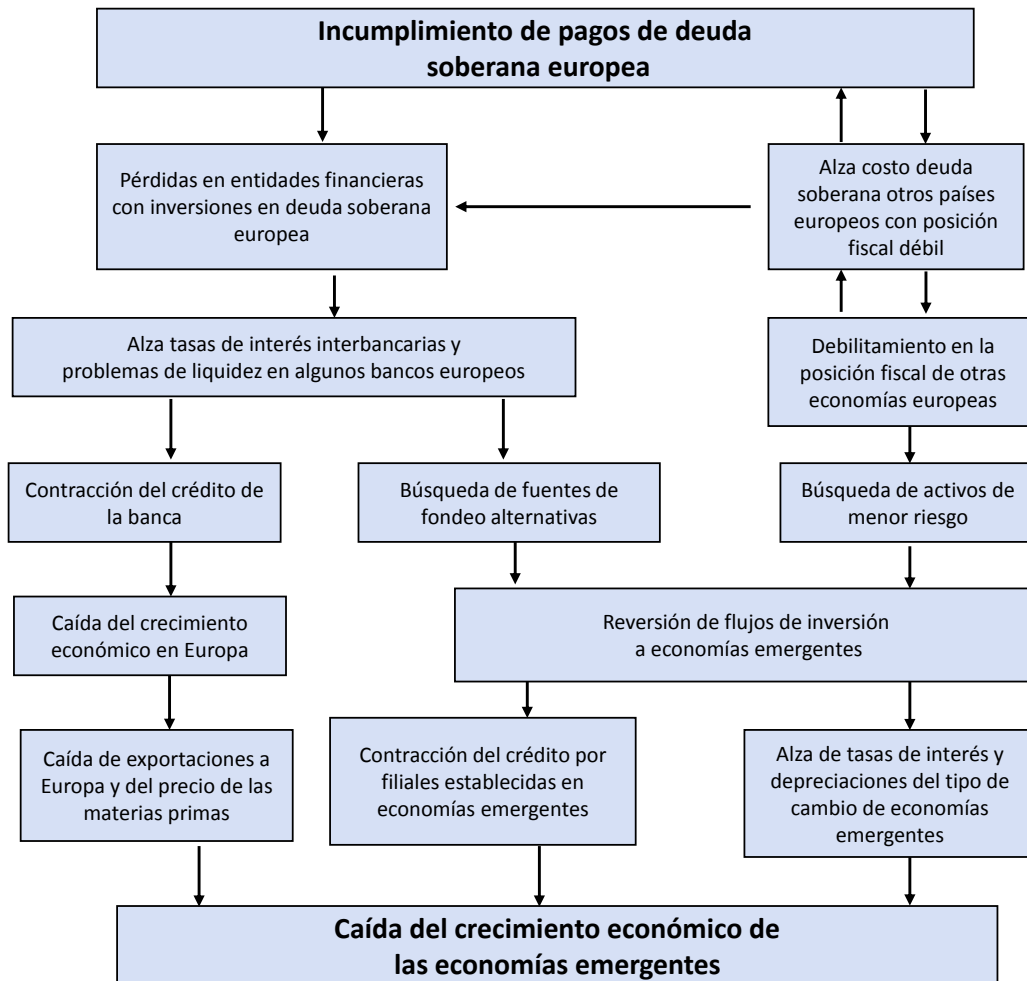 Incumplimiento de pagos de deuda
soberana europea
Pérdidas en entidades financieras
con inversiones en deuda soberana
europea
Alza costo deuda
soberana otros países
europeos con posición
fiscal débil
Alza tasas de interés interbancarias y
problemas de liquidez en algunos bancos europeos
Debilitamiento en la
posición fiscal de otras
economías europeas
Contracción del crédito de
la banca
Búsqueda de fuentes de
fondeo alternativas
Búsqueda de activos de
menor riesgo
Caída del crecimiento
económico en Europa
Reversión de flujos de inversión
a economías emergentes
Caída de exportaciones a
Europa y del precio de las
materias primas
Contracción del crédito por
filiales establecidas en
economías emergentes
Alza de tasas de interés y
depreciaciones del tipo de
cambio de economías
emergentes
Caída del crecimiento económico de
las economías emergentes